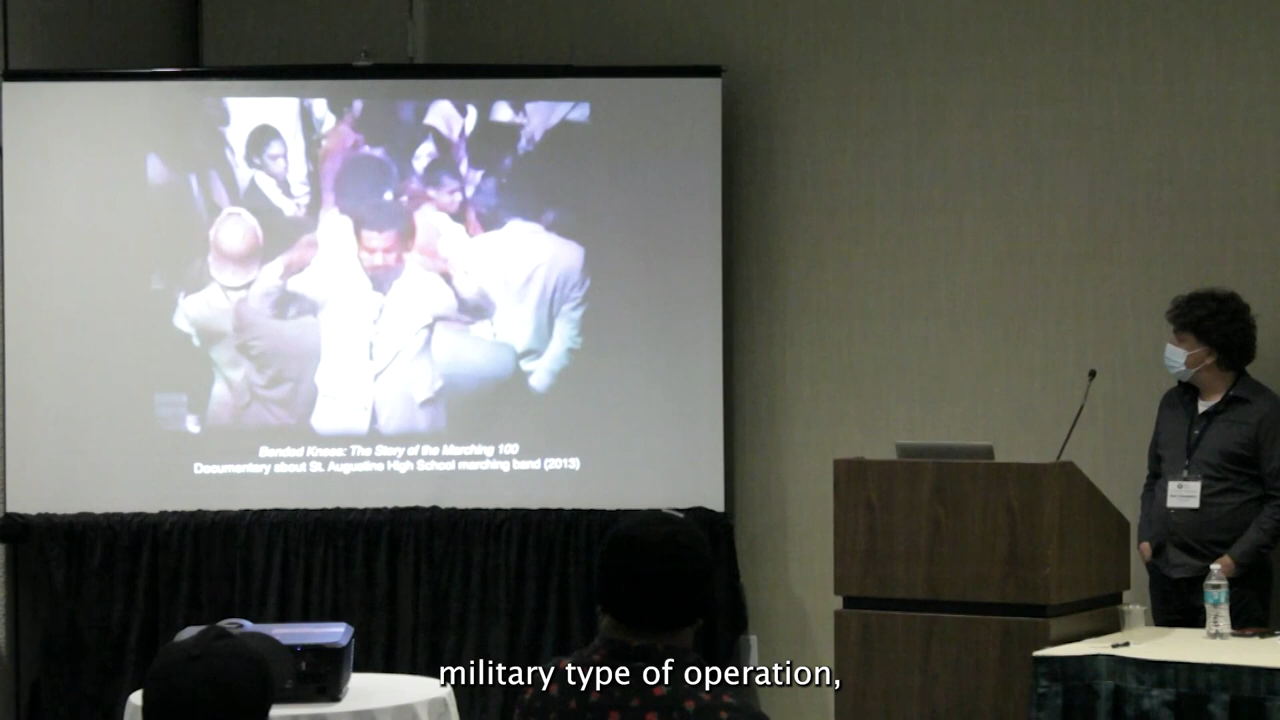 Bended Knees: The Story of the Marching 100
Documentary about St. Augustine High School marching band (2013)
military type of operation,